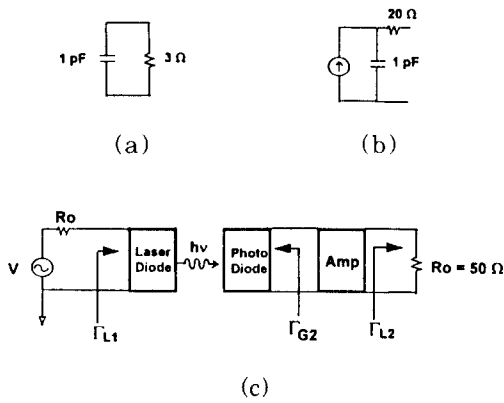 20 Ω
1 pF
3 Ω
1 pF
(a)
(b)
Ro
V
ΓL1
Laser
Diode
hν
Photo
Diode
ΓG2
Amp
ΓL2
Ro = 50 Ω
(c)